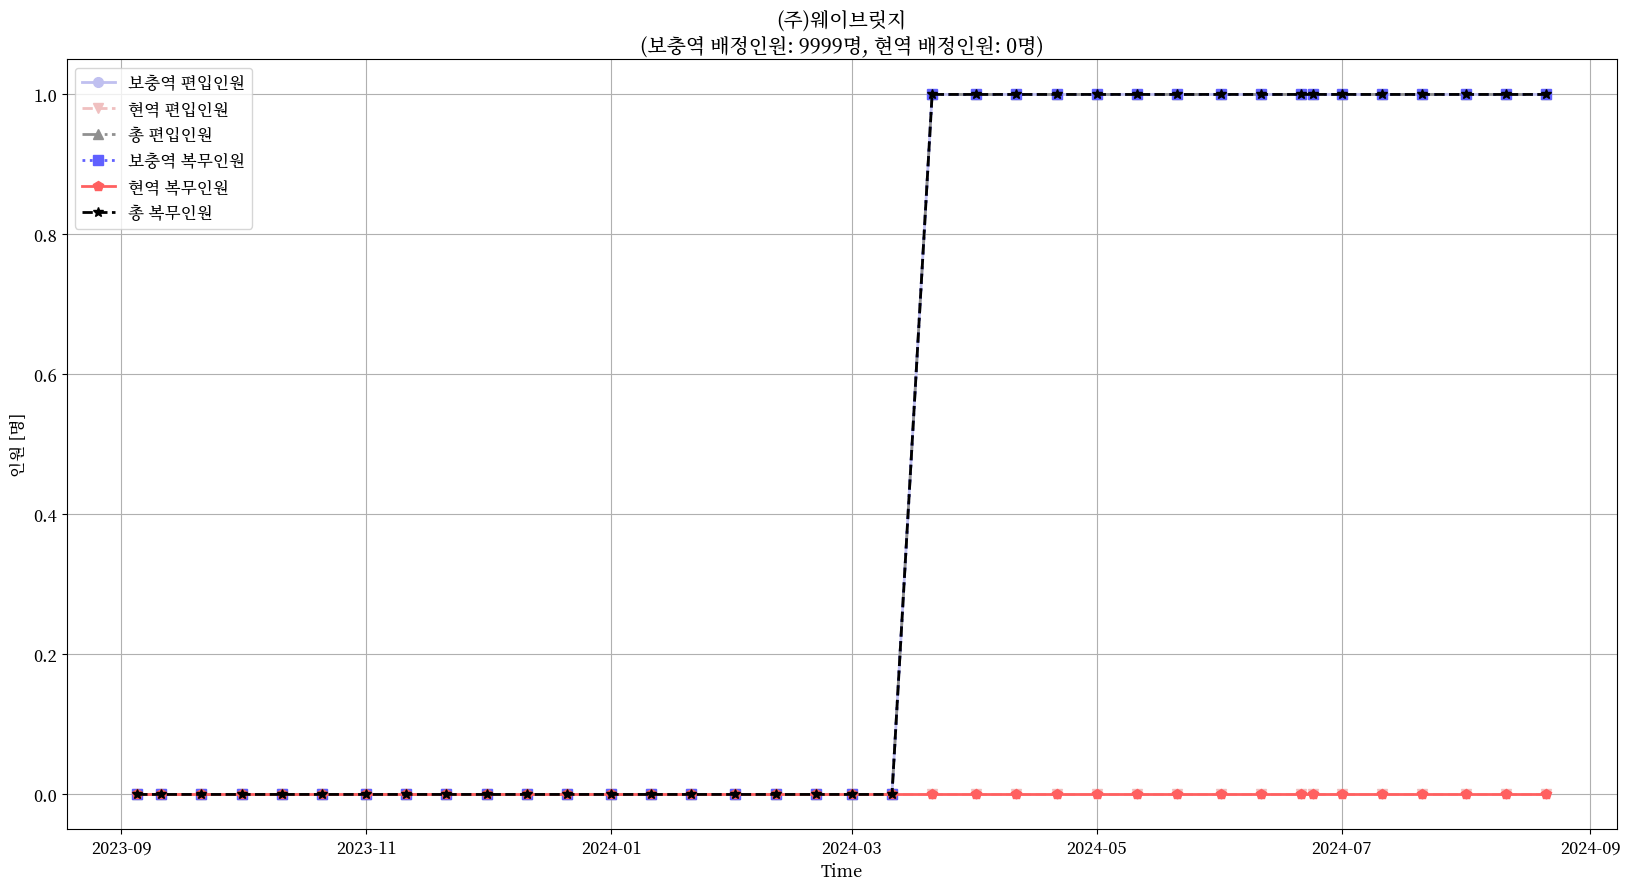 (주)웨이브릿지
(보충역 배정인원: 9999명, 현역 배정인원: 0명)
보충역 편입인원
현역 편입인원
총 편입인원
보충역 복무인원
현역 복무인원
총 복무인원
1.0
0.8
0.6
0.4
0.2
0.0
인원 [명]
2023-09
2023-11
2024-01
2024-03
2024-05
2024-07
2024-09
Time